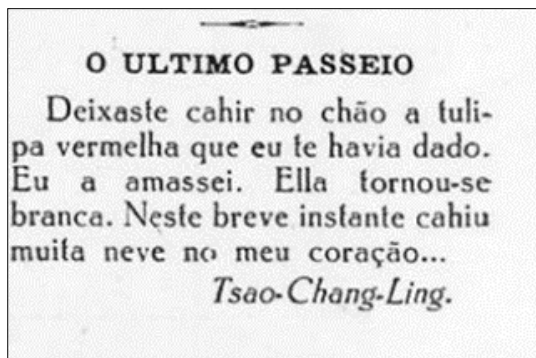 O ULTIMO PASSEIO
Deixaste cahir no chão a tuli-
pa vermelha que eu te havia dado.
Eu a amassei. Ella tornou-se
branca. Neste breve instante cahiu
muita neve no meu coração...
Tsao-Chang-Ling.